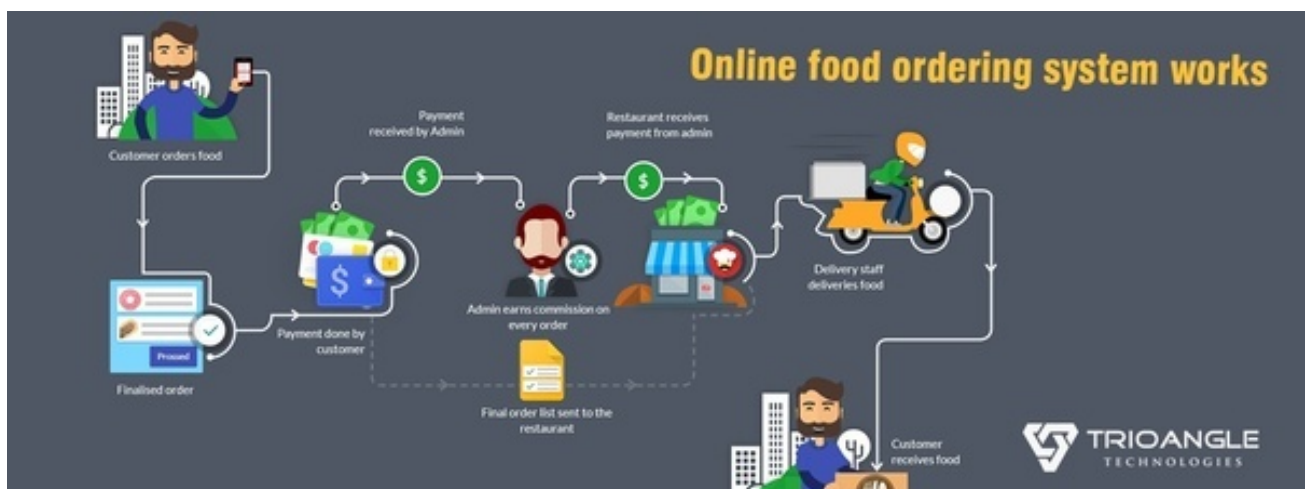 Online food ordering system works
Customer orders food
Payment
received by Admin
Restaurant receives
payment from admin
$
$
$
Finalised order
Prossed
Payment done by
customer
Admin earns commission on
every order
Final order list sent to the
restaurant
Delivery staff
deliveries food
Customer
receives food
TRIOANGLE
TECHNOLOGIES